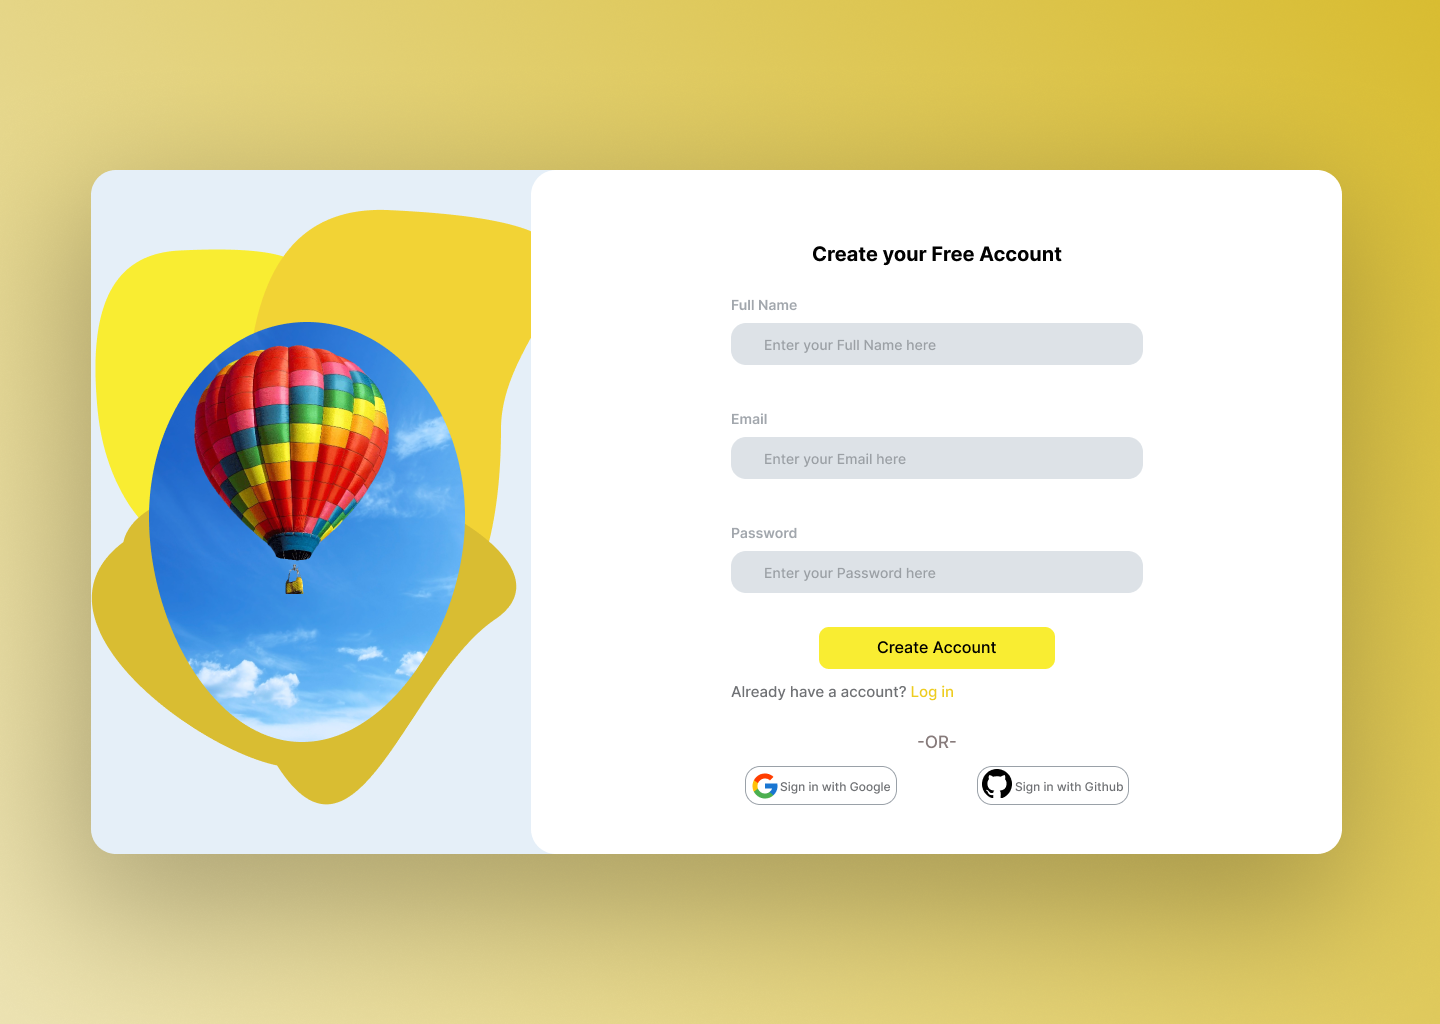 Create your Free Account
Full Name
Enter your Full Name here
Email
Enter your Email here
Password
Enter your Password here
Create Account
Already have a account? Log in
-OR-
Sign in with Google
Sign in with Github